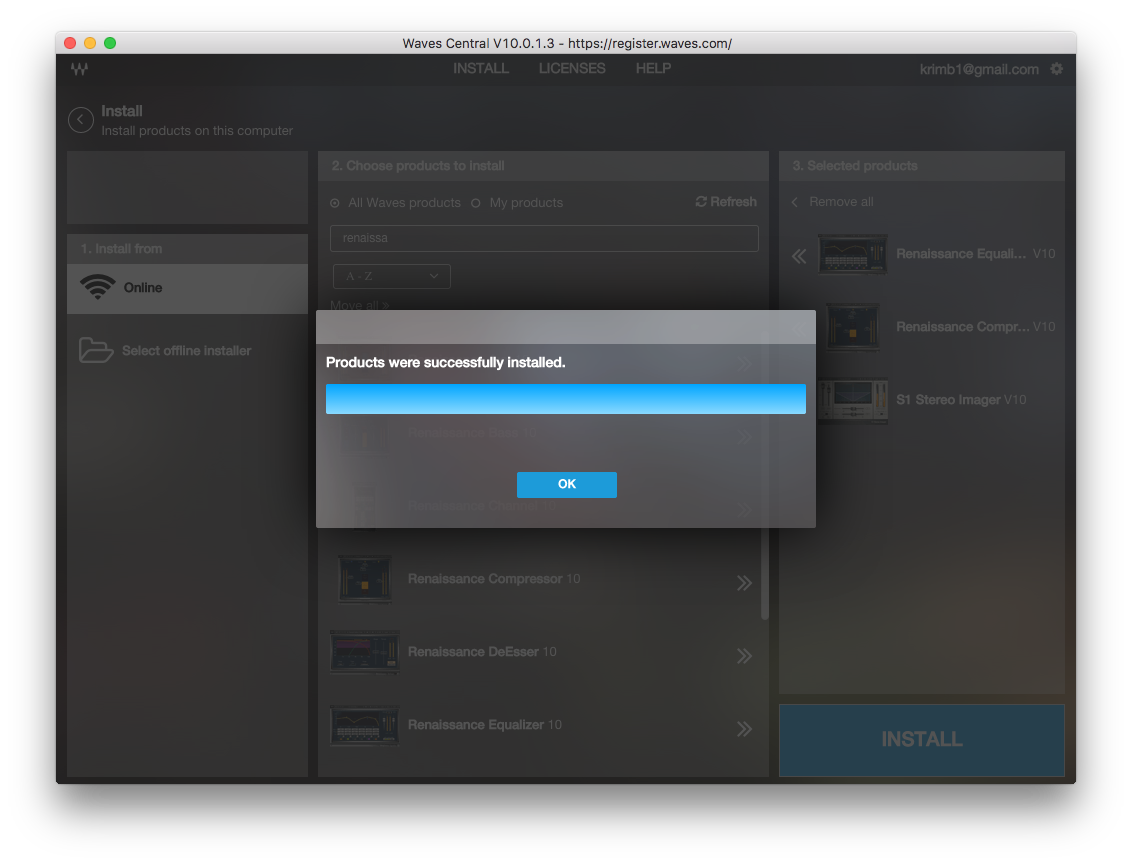 Waves Central V10.0.1.3 - https://register.waves.com/
INSTALL LICENSES HELP krimb1@gmail.com
Install
Install products on this computer
2. Choose products to install
3. Selected products
All Waves products My products Refresh
Remove all
renaissa
1. Install from
Online
A - Z
Move all »
Renaissance Equali... V10
Select offline installer
Renaissance Compr... V10
Products were successfully installed.
S1 Stereo Imager V10
Renaissance Bass
OK
Renaissance Channel 10
Renaissance Compressor 10
Renaissance DeEsser 10
Renaissance Equalizer 10
INSTALL